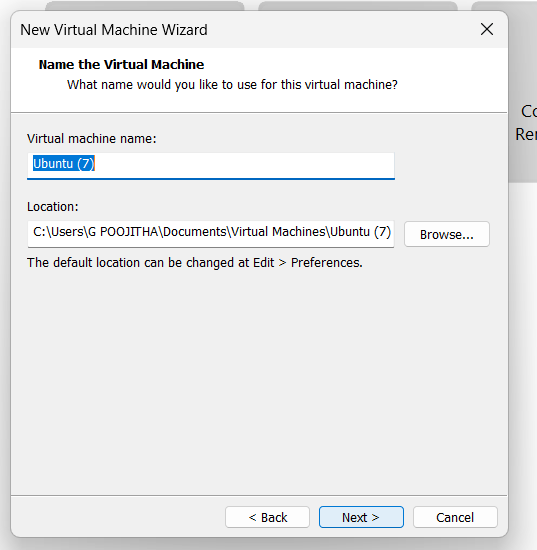 New Virtual Machine Wizard
Name the Virtual Machine
What name would you like to use for this virtual machine?
Virtual machine name:
Ubuntu (7)
Location:
C:\Users\G POOJITHA\Documents\Virtual Machines\Ubuntu (7)
Browse...
The default location can be changed at Edit > Preferences.
< Back
Next >
Cancel